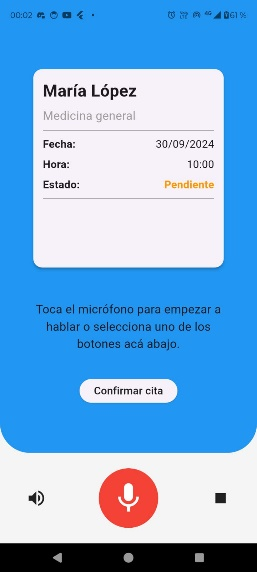 00:02
4G 61 %
María López
Medicina general
Fecha: 30/09/2024
Hora: 10:00
Estado: Pendiente
Toca el micrófono para empezar a
hablar o selecciona uno de los
botones acá abajo.
Confirmar cita